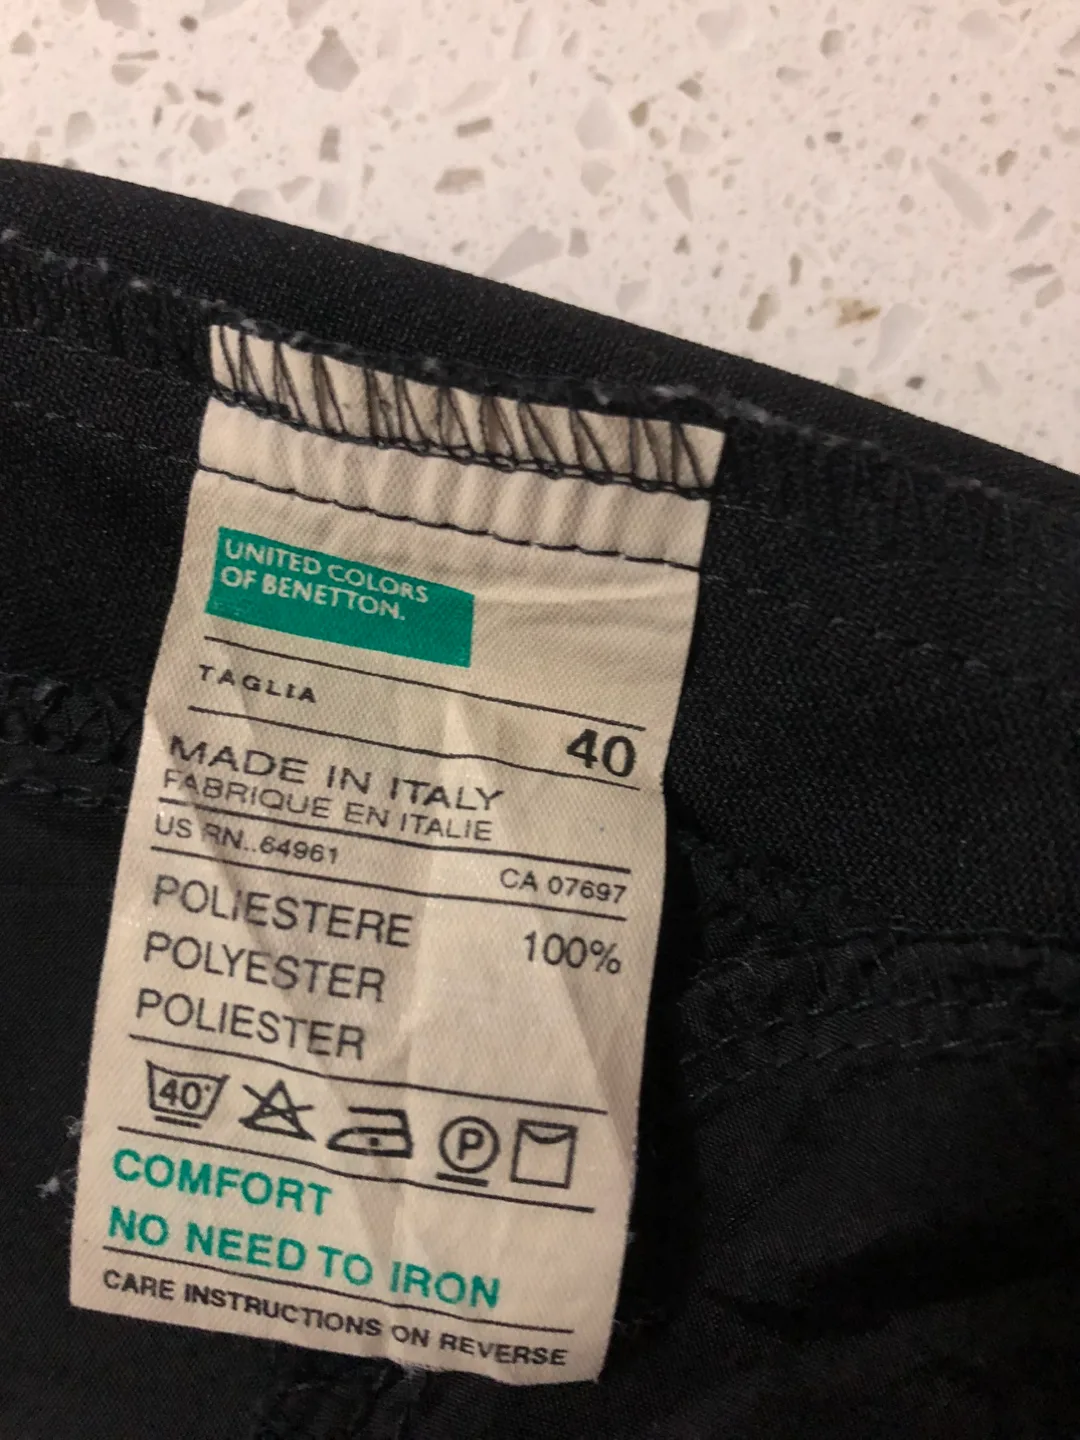 UNITED COLORS
OF BENETTON.
TAGLIA
40
MADE IN ITALY
FABRIQUE EN ITALIE
US RN..64961
CA 07697
POLIESTERE 100%
POLYESTER
POLIESTER
40° P
COMFORT
NO NEED TO IRON
CARE INSTRUCTIONS ON REVERSE